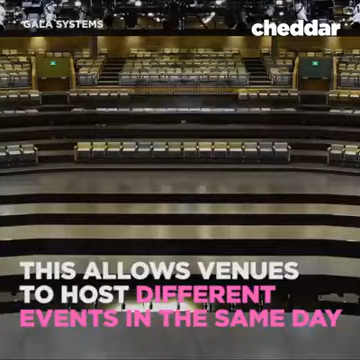 GALA SYSTEMS
cheddar
THIS ALLOWS VENUES
TO HOST DIFFERENT
EVENTS IN THE SAME DAY